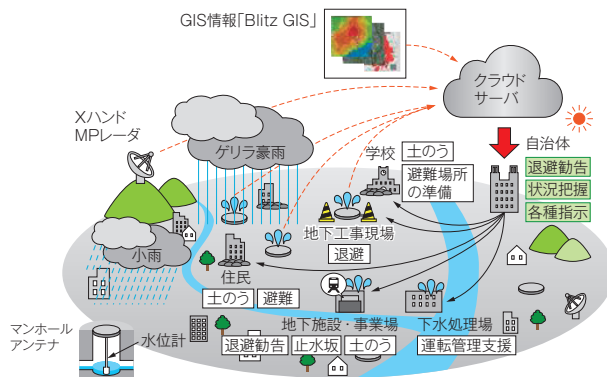 GIS情報「Blitz GIS」
クラウド
サーバ
Xハンド
MPレーダ
ゲリラ豪雨
小雨
学校
土のう
避難場所
の準備
自治体
退避勧告
状況把握
各種指示
地下工事現場
退避
住民
土のう
避難
地下施設・事業場
退避勧告
止水坂
土のう
下水処理場
運転管理支援
マンホール
アンテナ
水位計